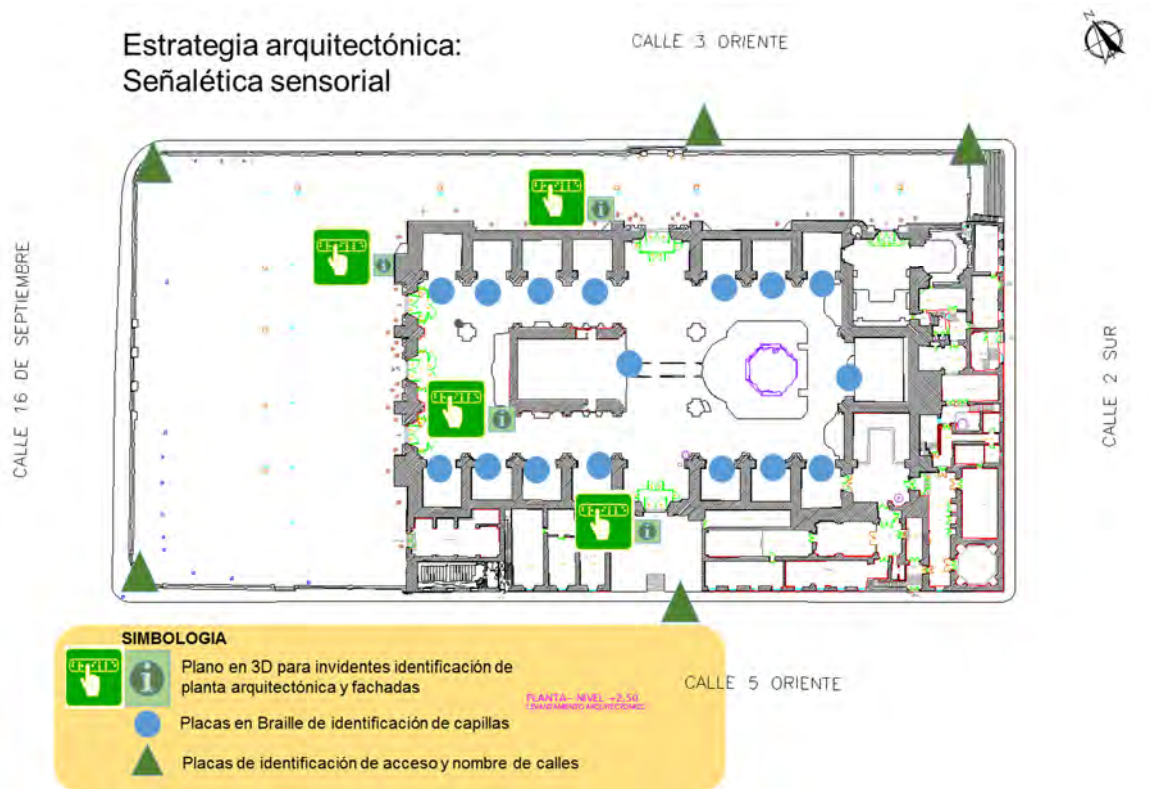 Estrategia arquitectónica:
Señalética sensorial
CALLE 3 ORIENTE
N
CALLE 16 DE SEPTIEMBRE
CALLE 2 SUR
SIMBOLOGIA
Plano en 3D para invidentes identificación de
planta arquitectónica y fachadas
Placas en Braille de identificación de capillas
Placas de identificación de acceso y nombre de calles
PLANTA- NIVEL +2,50
LEVANTAMIENTO ARQUITECTONICO
CALLE 5 ORIENTE